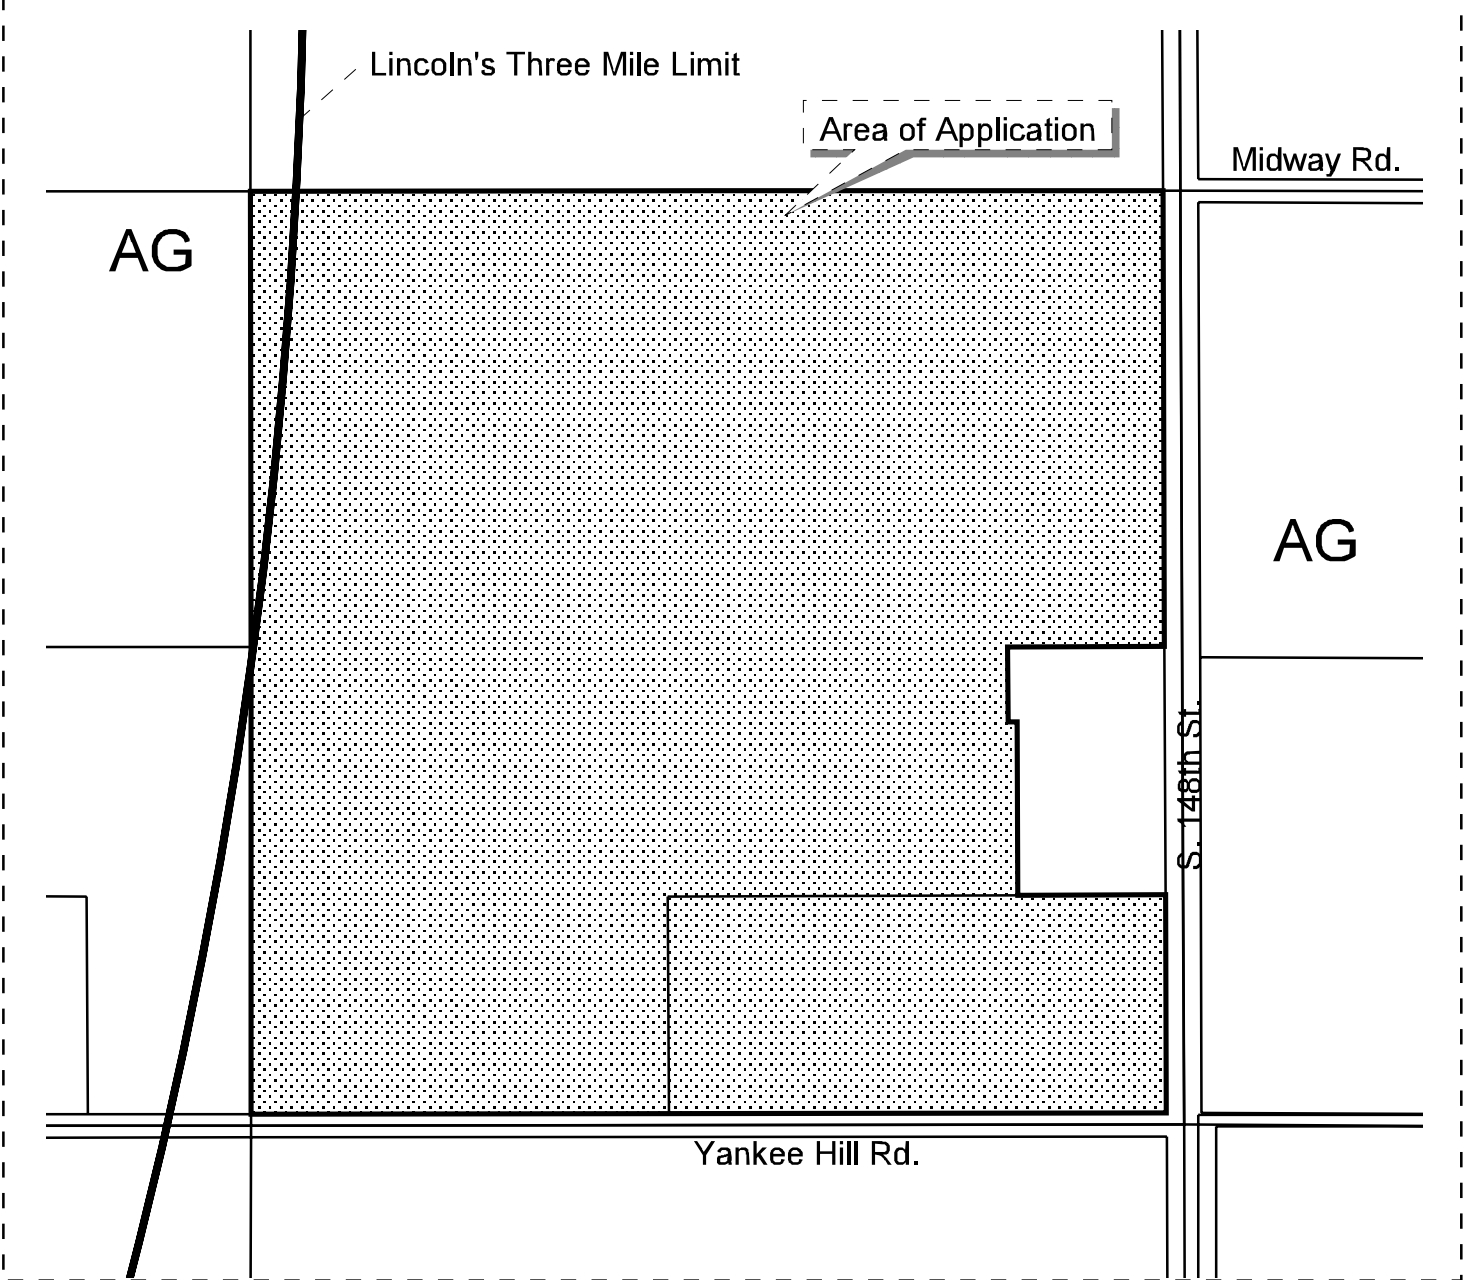 Lincoln's Three Mile Limit
Area of Application
Midway Rd.
AG
AG
S. 148th St.
Yankee Hill Rd.